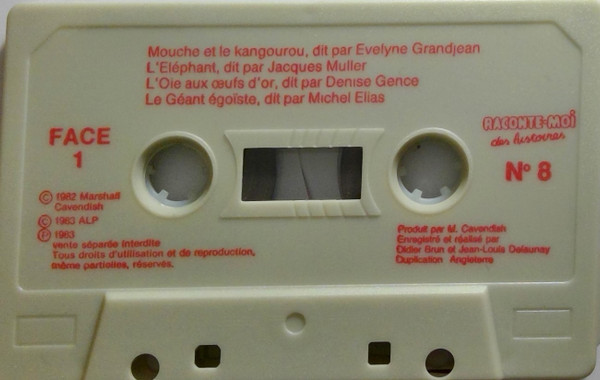 Mouche et le kangourou, dit par Evelyne Grandjean
L'Eléphant, dit par Jacques Muller
L'Oie aux œufs d'or, dit par Denise Gence
Le Géant égoïste, dit par Michel Elias
FACE
1
RACONTE-MOI
des histoires
Nº 8
© 1982 Marshall
Cavendish
© 1983 ALP
℗ 1983
vente séparée interdite
Tous droits d'utilisation et de reproduction,
même partielles, réservés.
Produit par M. Cavendish
Enregistré et réalisé par
Didier Brun et Jean-Louis Delaunay
Duplication Angleterre